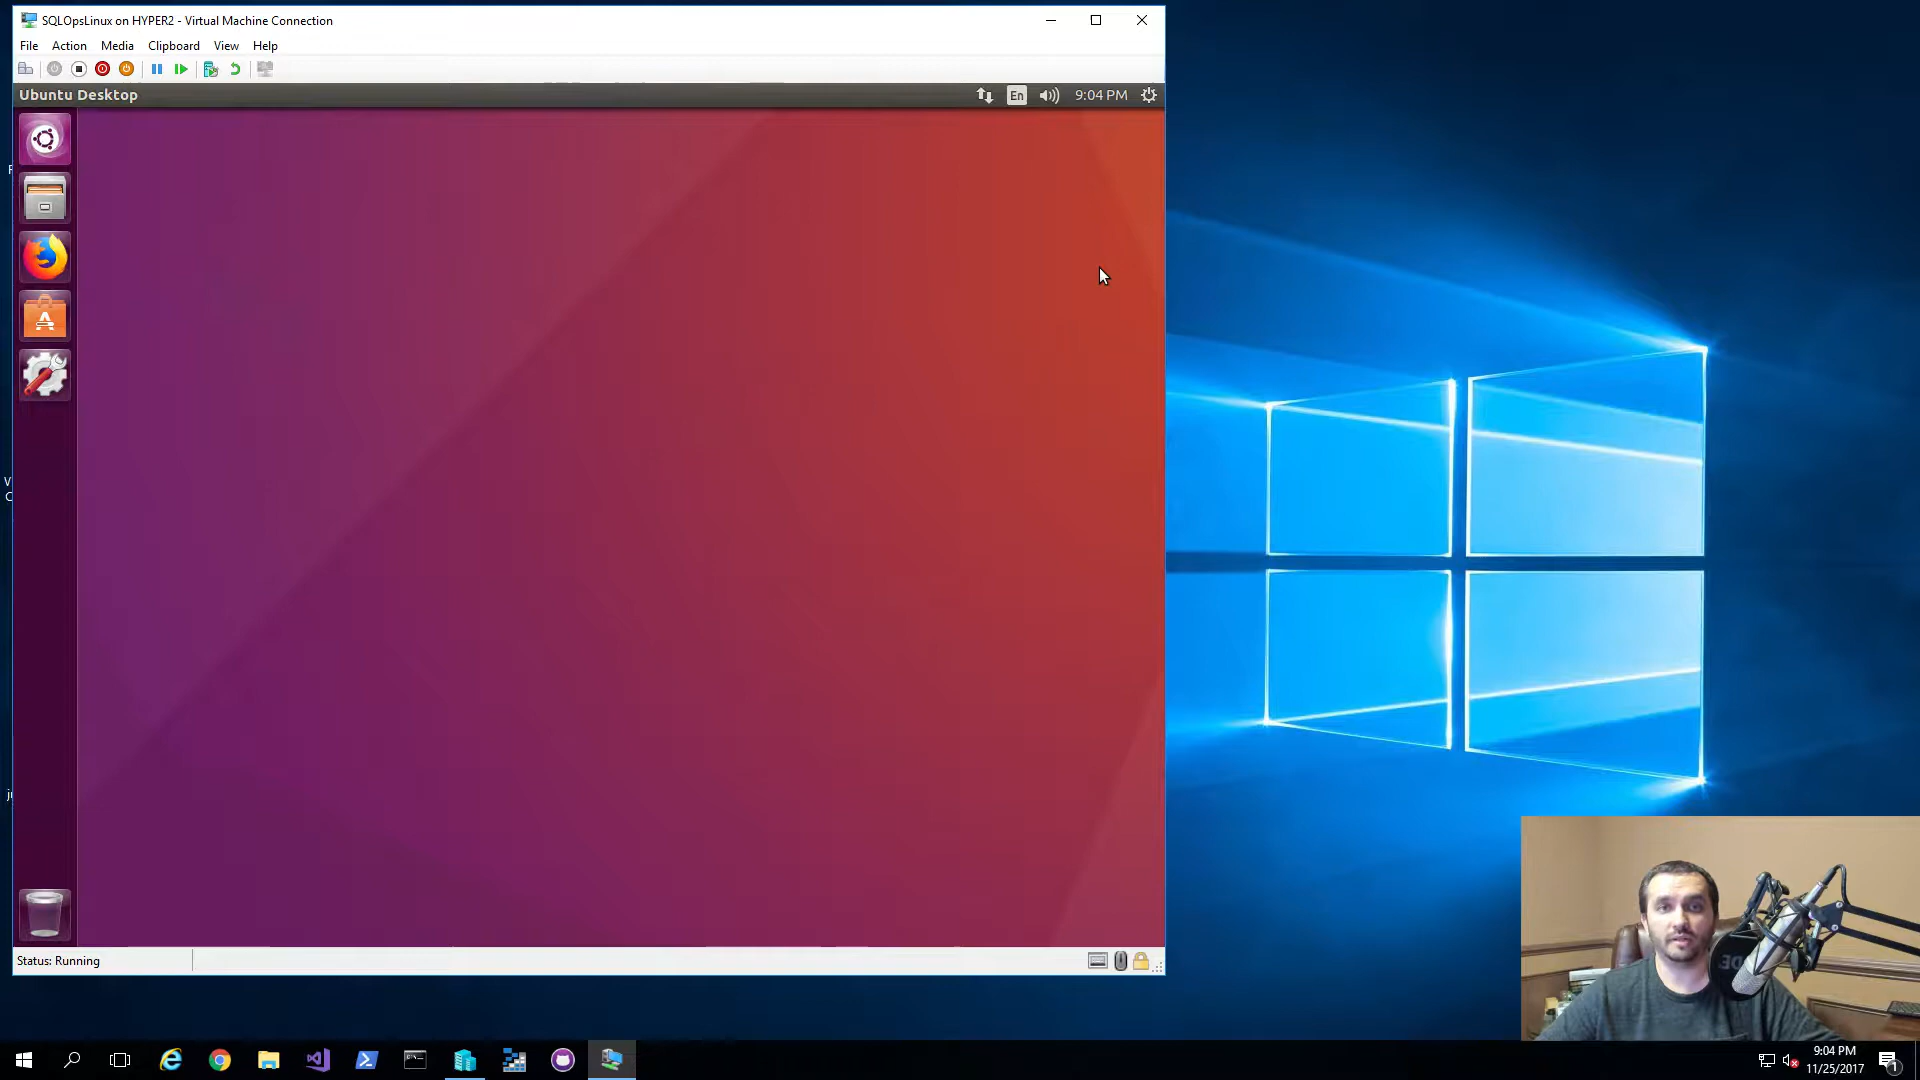 SQLOpsLinux on HYPER2 - Virtual Machine Connection
File Action Media Clipboard View Help
Ubuntu Desktop
En
9:04 PM
Status: Running
9:04 PM
11/25/2017
1